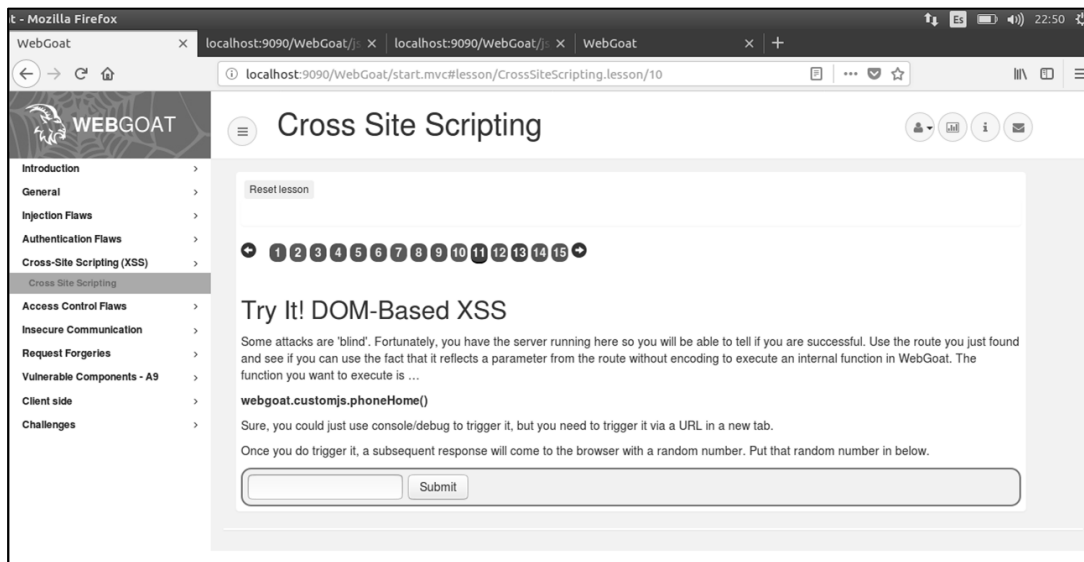 t - Mozilla Firefox
Es
22:50
WebGoat
localhost:9090/WebGoat/js
localhost:9090/WebGoat/js
WebGoat
localhost:9090/WebGoat/start.mvc#lesson/CrossSiteScripting.lesson/10
WEBGOAT
Cross Site Scripting
Introduction
General
Injection Flaws
Authentication Flaws
Cross-Site Scripting (XSS)
Cross Site Scripting
Access Control Flaws
Insecure Communication
Request Forgeries
Vulnerable Components - A9
Client side
Challenges
Reset lesson
1 2 3 4 5 6 7 8 9 10 11 12 13 14 15
Try It! DOM-Based XSS
Some attacks are 'blind'. Fortunately, you have the server running here so you will be able to tell if you are successful. Use the route you just found
and see if you can use the fact that it reflects a parameter from the route without encoding to execute an internal function in WebGoat. The
function you want to execute is …
webgoat.customjs.phoneHome()
Sure, you could just use console/debug to trigger it, but you need to trigger it via a URL in a new tab.
Once you do trigger it, a subsequent response will come to the browser with a random number. Put that random number in below.
Submit